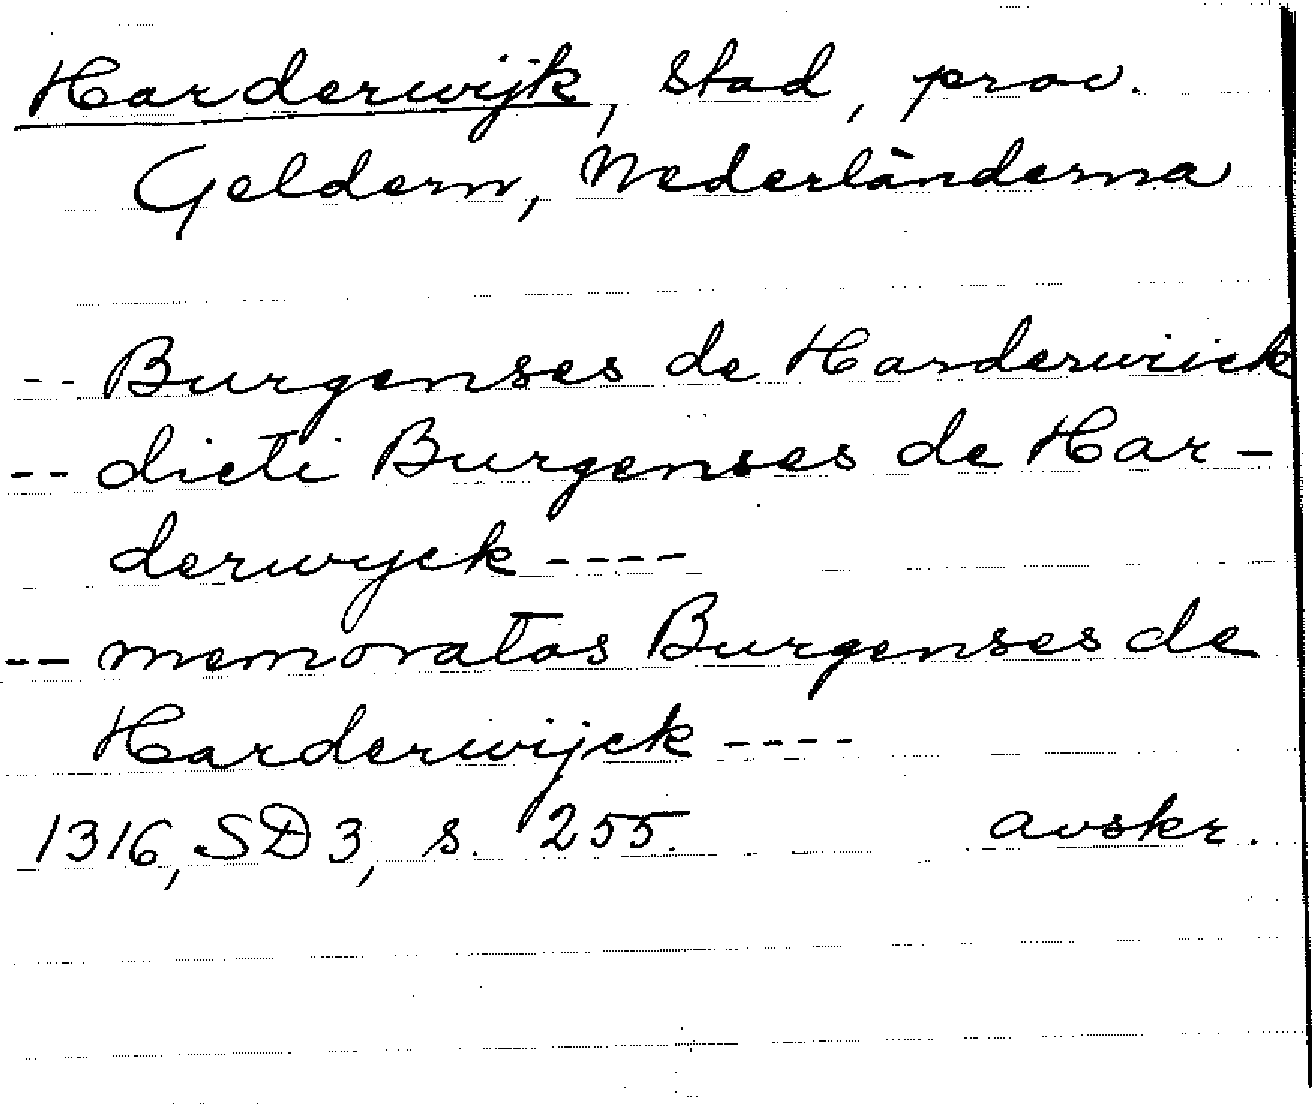 Harderwijk, stad, prov.
Geldern, Nederländerna
-- Burgenses de Harderwiick
-- dicti Burgenses de Har-
derwyck ----
-- memoratos Burgenses de
Harderwijck ----
1316, SD 3, s. 255. avskr.